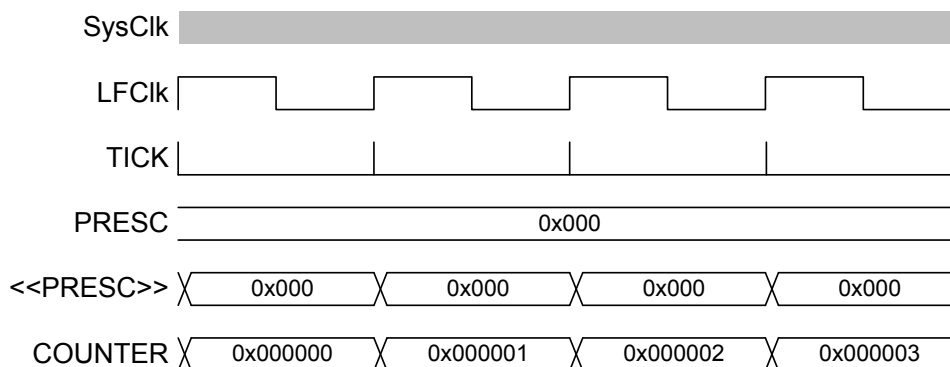 SysClk
LFClk
TICK
PRESC 0x000
<<PRESC>> 0x000 0x000 0x000 0x000
COUNTER 0x000000 0x000001 0x000002 0x000003